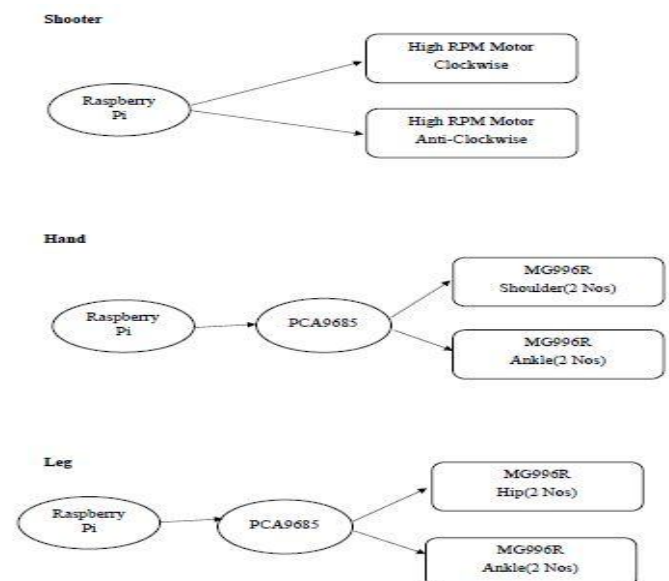 Shooter
High RPM Motor
Clockwise
Raspberry
Pi
High RPM Motor
Anti-Clockwise
Hand
MG996R
Shoulder(2 Nos)
Raspberry
Pi
PCA9685
MG996R
Ankle(2 Nos)
Leg
MG996R
Hip(2 Nos)
Raspberry
Pi
PCA9685
MG996R
Ankle(2 Nos)